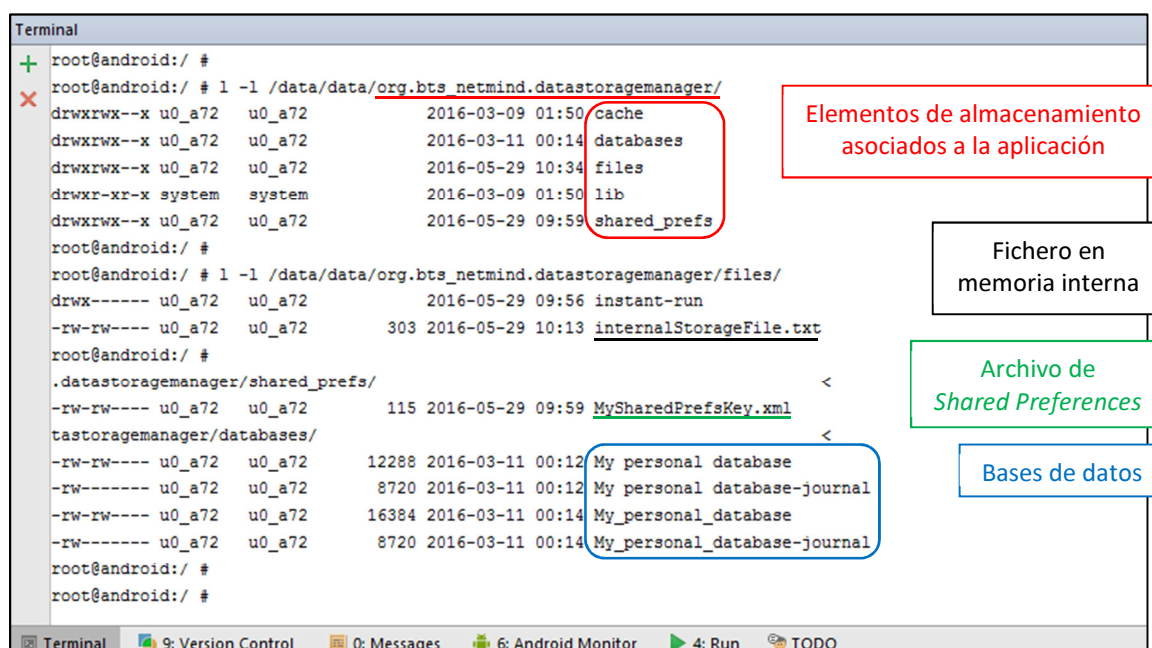 Terminal
root@android:/ #
root@android:/ # l -l /data/data/org.bts_netmind.datastoragemanager/
drwxrwx--x u0_a72 u0_a72 2016-03-09 01:50 cache
drwxrwx--x u0_a72 u0_a72 2016-03-11 00:14 databases
drwxrwx--x u0_a72 u0_a72 2016-05-29 10:34 files
drwxr-xr-x system system 2016-03-09 01:50 lib
drwxrwx--x u0_a72 u0_a72 2016-05-29 09:59 shared_prefs
Elementos de almacenamiento
asociados a la aplicación
root@android:/ #
root@android:/ # l -l /data/data/org.bts_netmind.datastoragemanager/files/
drwx------ u0_a72 u0_a72 2016-05-29 09:56 instant-run
-rw-rw---- u0_a72 u0_a72 303 2016-05-29 10:13 internalStorageFile.txt
Fichero en
memoria interna
root@android:/ #
.datastoragemanager/shared_prefs/ <
-rw-rw---- u0_a72 u0_a72 115 2016-05-29 09:59 MySharedPrefsKey.xml
Archivo de
Shared Preferences
tastoragemanager/databases/ <
-rw-rw---- u0_a72 u0_a72 12288 2016-03-11 00:12 My personal database
-rw------- u0_a72 u0_a72 8720 2016-03-11 00:12 My personal database-journal
-rw-rw---- u0_a72 u0_a72 16384 2016-03-11 00:14 My_personal_database
-rw------- u0_a72 u0_a72 8720 2016-03-11 00:14 My_personal_database-journal
Bases de datos
root@android:/ #
root@android:/ #
Terminal 9: Version Control 0: Messages 6: Android Monitor 4: Run TODO